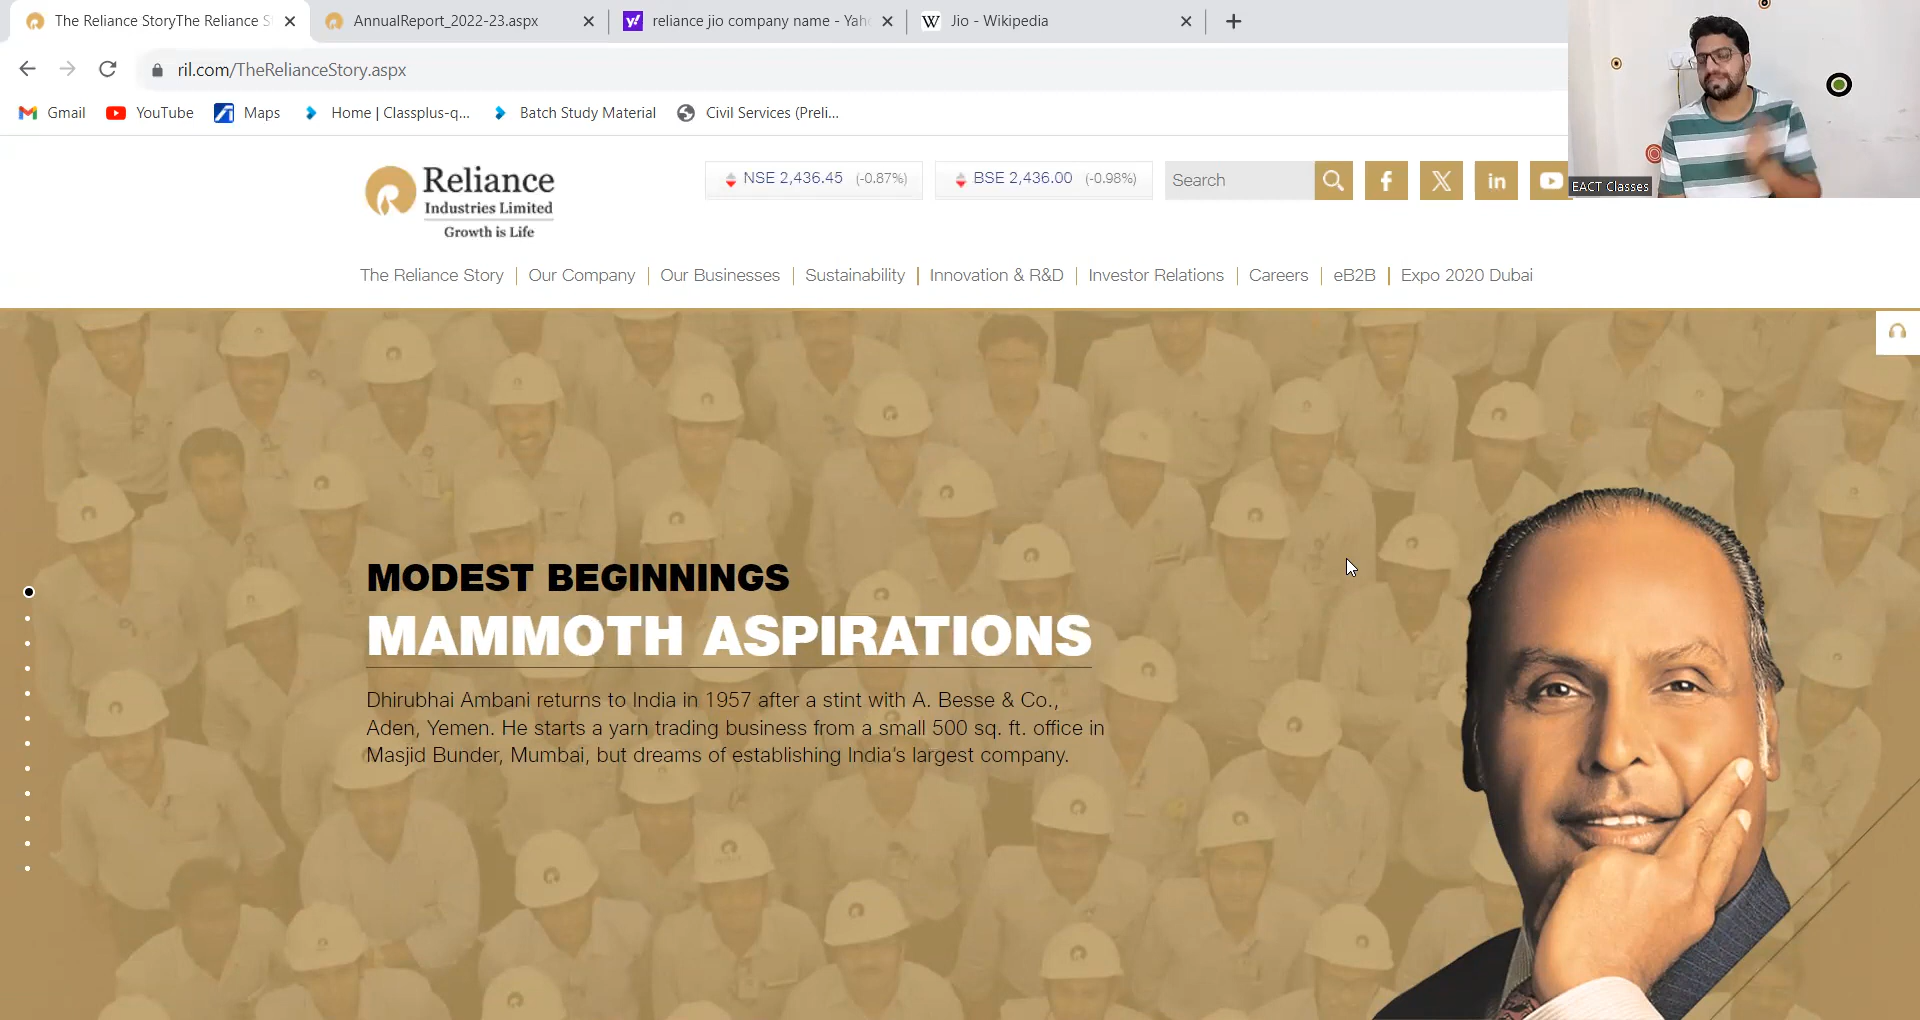 The Reliance StoryThe Reliance S
AnnualReport_2022-23.aspx
reliance jio company name - Yah
Jio - Wikipedia
ril.com/TheRelianceStory.aspx
Gmail
YouTube
Maps
Home | Classplus-q...
Batch Study Material
Civil Services (Preli...
EACT Classes
Reliance
Industries Limited
Growth is Life
NSE 2,436.45 (-0.87%)
BSE 2,436.00 (-0.98%)
Search
The Reliance Story | Our Company | Our Businesses | Sustainability | Innovation & R&D | Investor Relations | Careers | eB2B | Expo 2020 Dubai
MODEST BEGINNINGS
MAMMOTH ASPIRATIONS
Dhirubhai Ambani returns to India in 1957 after a stint with A. Besse & Co.,
Aden, Yemen. He starts a yarn trading business from a small 500 sq. ft. office in
Masjid Bunder, Mumbai, but dreams of establishing India's largest company.